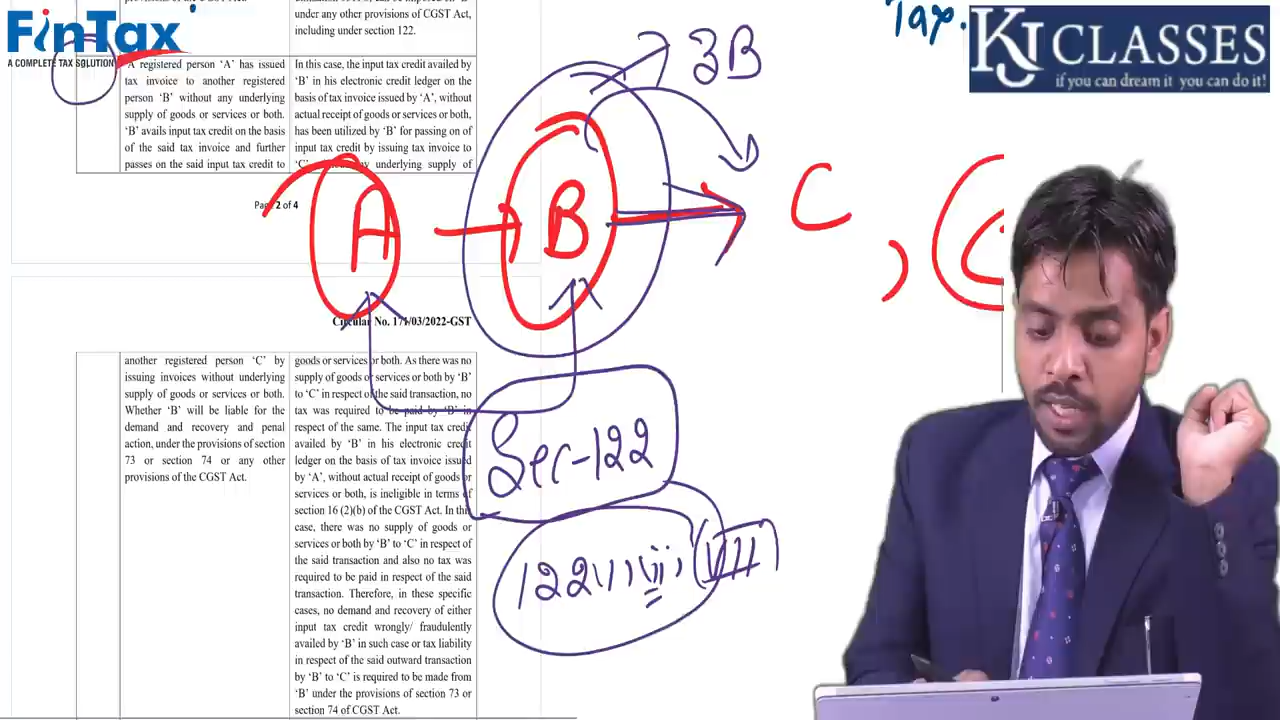 FinTax
A COMPLETE TAX SOLUTION
under any other provisions of CGST Act,
including under section 122.
A registered person ‘A’ has issued
tax invoice to another registered
person ‘B’ without any underlying
supply of goods or services or both.
‘B’ avails input tax credit on the basis
of the said tax invoice and further
passes on the said input tax credit to
In this case, the input tax credit availed by
‘B’ in his electronic credit ledger on the
basis of tax invoice issued by ‘A’, without
actual receipt of goods or services or both,
has been utilized by ‘B’ for passing on of
input tax credit by issuing tax invoice to
‘C’ any underlying supply of
Page 2 of 4
Circular No. 171/03/2022-GST
another registered person ‘C’ by
issuing invoices without underlying
supply of goods or services or both.
Whether ‘B’ will be liable for the
demand and recovery and penal
action, under the provisions of section
73 or section 74 or any other
provisions of the CGST Act.
goods or services or both. As there was no
supply of goods or services or both by ‘B’
to ‘C’ in respect of the said transaction, no
tax was required to be paid by ‘B’ in
respect of the same. The input tax credit
availed by ‘B’ in his electronic credit
ledger on the basis of tax invoice issued
by ‘A’, without actual receipt of goods or
services or both, is ineligible in terms of
section 16 (2)(b) of the CGST Act. In this
case, there was no supply of goods or
services or both by ‘B’ to ‘C’ in respect of
the said transaction and also no tax was
required to be paid in respect of the said
transaction. Therefore, in these specific
cases, no demand and recovery of either
input tax credit wrongly/ fraudulently
availed by ‘B’ in such case or tax liability
in respect of the said outward transaction
by ‘B’ to ‘C’ is required to be made from
‘B’ under the provisions of section 73 or
section 74 of CGST Act.
Tax.
3B
A
B
C
Sec-122
KJ CLASSES
if you can dream it you can do it!